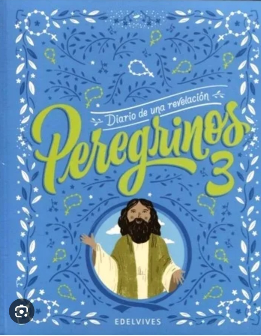 Diario de una revelación
Peregrinos
3
EDELVIVES